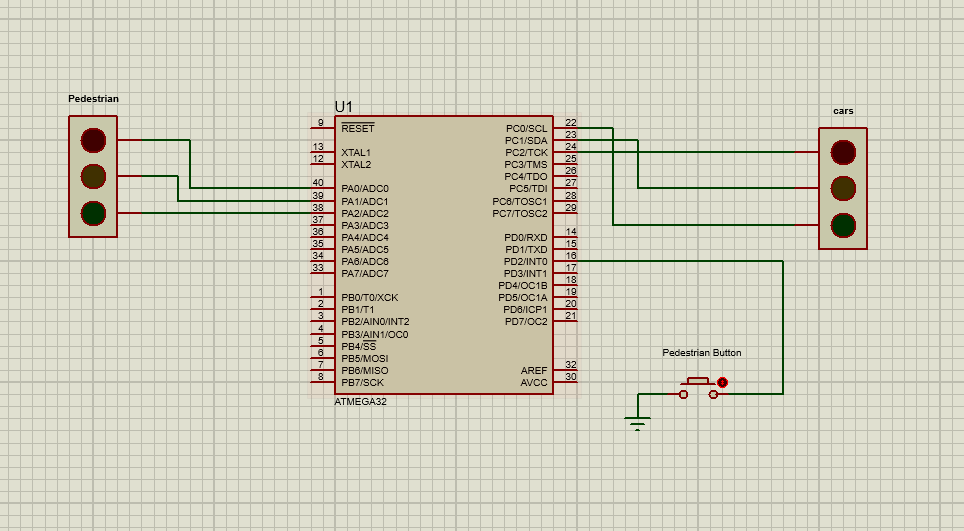 Pedestrian
U1
cars
9 RESET
13 XTAL1
12 XTAL2
40 PA0/ADC0
39 PA1/ADC1
38 PA2/ADC2
37 PA3/ADC3
36 PA4/ADC4
35 PA5/ADC5
34 PA6/ADC6
33 PA7/ADC7
1 PB0/T0/XCK
2 PB1/T1
3 PB2/AIN0/INT2
4 PB3/AIN1/OC0
5 PB4/SS
6 PB5/MOSI
7 PB6/MISO
8 PB7/SCK
PC0/SCL 22
PC1/SDA 23
PC2/TCK 24
PC3/TMS 25
PC4/TDO 26
PC5/TDI 27
PC6/TOSC1 28
PC7/TOSC2 29
PD0/RXD 14
PD1/TXD 15
PD2/INT0 16
PD3/INT1 17
PD4/OC1B 18
PD5/OC1A 19
PD6/ICP1 20
PD7/OC2 21
AREF 32
AVCC 30
ATMEGA32
Pedestrian Button